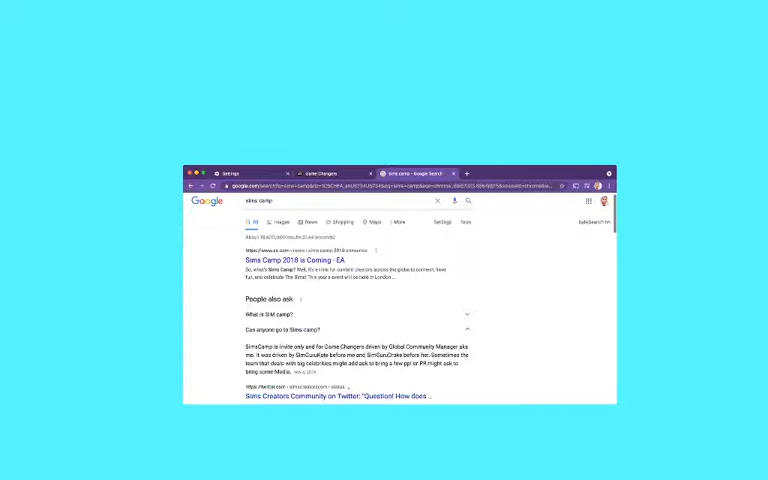 Settings
Game Changers
sims camp - Google Search
Google
sims camp
All
Images
News
Shopping
Maps
More
Settings
Tools
SafeSearch on
Sims Camp 2018 is Coming - EA
So, what's Sims Camp? Well, it's a time for content creators across the globe to connect, have
fun, and celebrate The Sims! This year's event will be held in London ...
People also ask
What is SIM camp?
Can anyone go to Sims camp?
SimsCamp is invite only and for Game Changers driven by Global Community Manager aka
me. It was driven by SimGuruKate before me and SimGuruDrake before her. Sometimes the
team that deals with big celebrities might add to bring a few ppl or PR might ask to
bring some Media.
Sims Creators Community on Twitter: "Question! How does ...